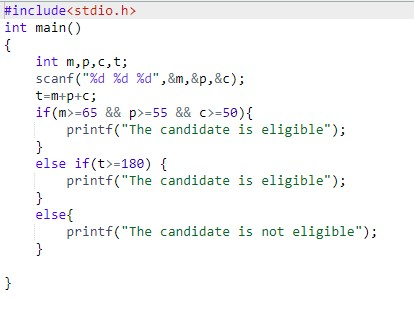 #include<stdio.h>
int main()
{
    int m,p,c,t;
    scanf("%d %d %d",&m,&p,&c);
    t=m+p+c;
    if(m>=65 && p>=55 && c>=50){
        printf("The candidate is eligible");
    }
    else if(t>=180) {
        printf("The candidate is eligible");
    }
    else{
        printf("The candidate is not eligible");
    }
}